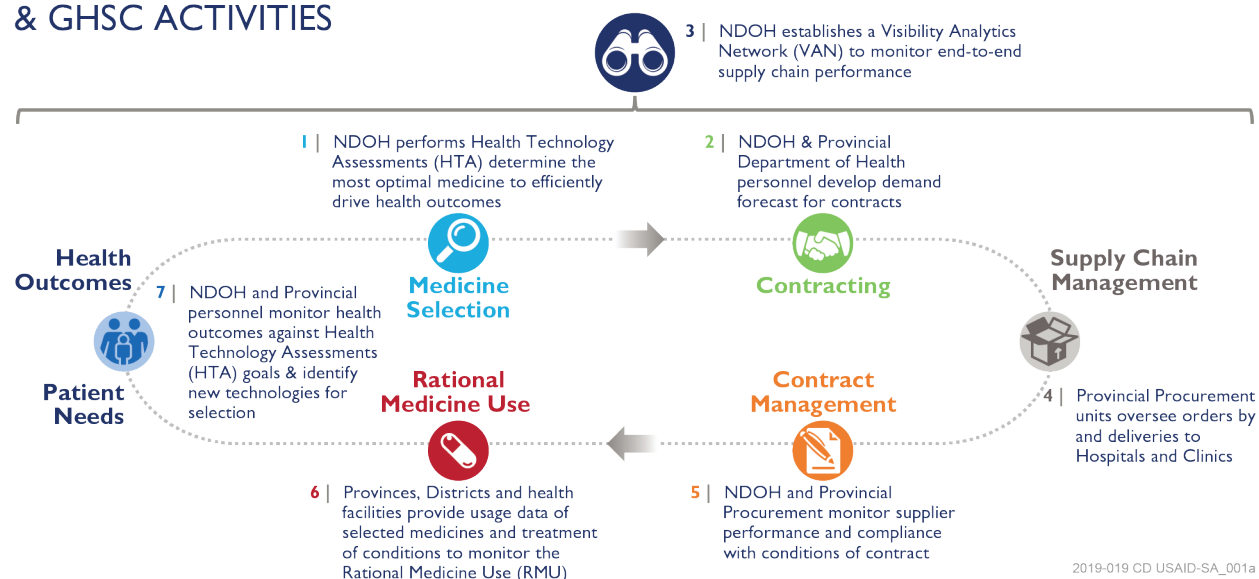 & GHSC ACTIVITIES
3 | NDOH establishes a Visibility Analytics
Network (VAN) to monitor end-to-end
supply chain performance
1 | NDOH performs Health Technology
Assessments (HTA) determine the
most optimal medicine to efficiently
drive health outcomes
2 | NDOH & Provincial
Department of Health
personnel develop demand
forecast for contracts
Health
Outcomes
Medicine
Selection
Contracting
Supply Chain
Management
7 | NDOH and Provincial
personnel monitor health
outcomes against Health
Technology Assessments
(HTA) goals & identify
new technologies for
selection
Patient
Needs
Rational
Medicine Use
Contract
Management
4 | Provincial Procurement
units oversee orders by
and deliveries to
Hospitals and Clinics
6 | Provinces, Districts and health
facilities provide usage data of
selected medicines and treatment
of conditions to monitor the
Rational Medicine Use (RMU)
5 | NDOH and Provincial
Procurement monitor supplier
performance and compliance
with conditions of contract
2019-019 CD USAID-SA_001a